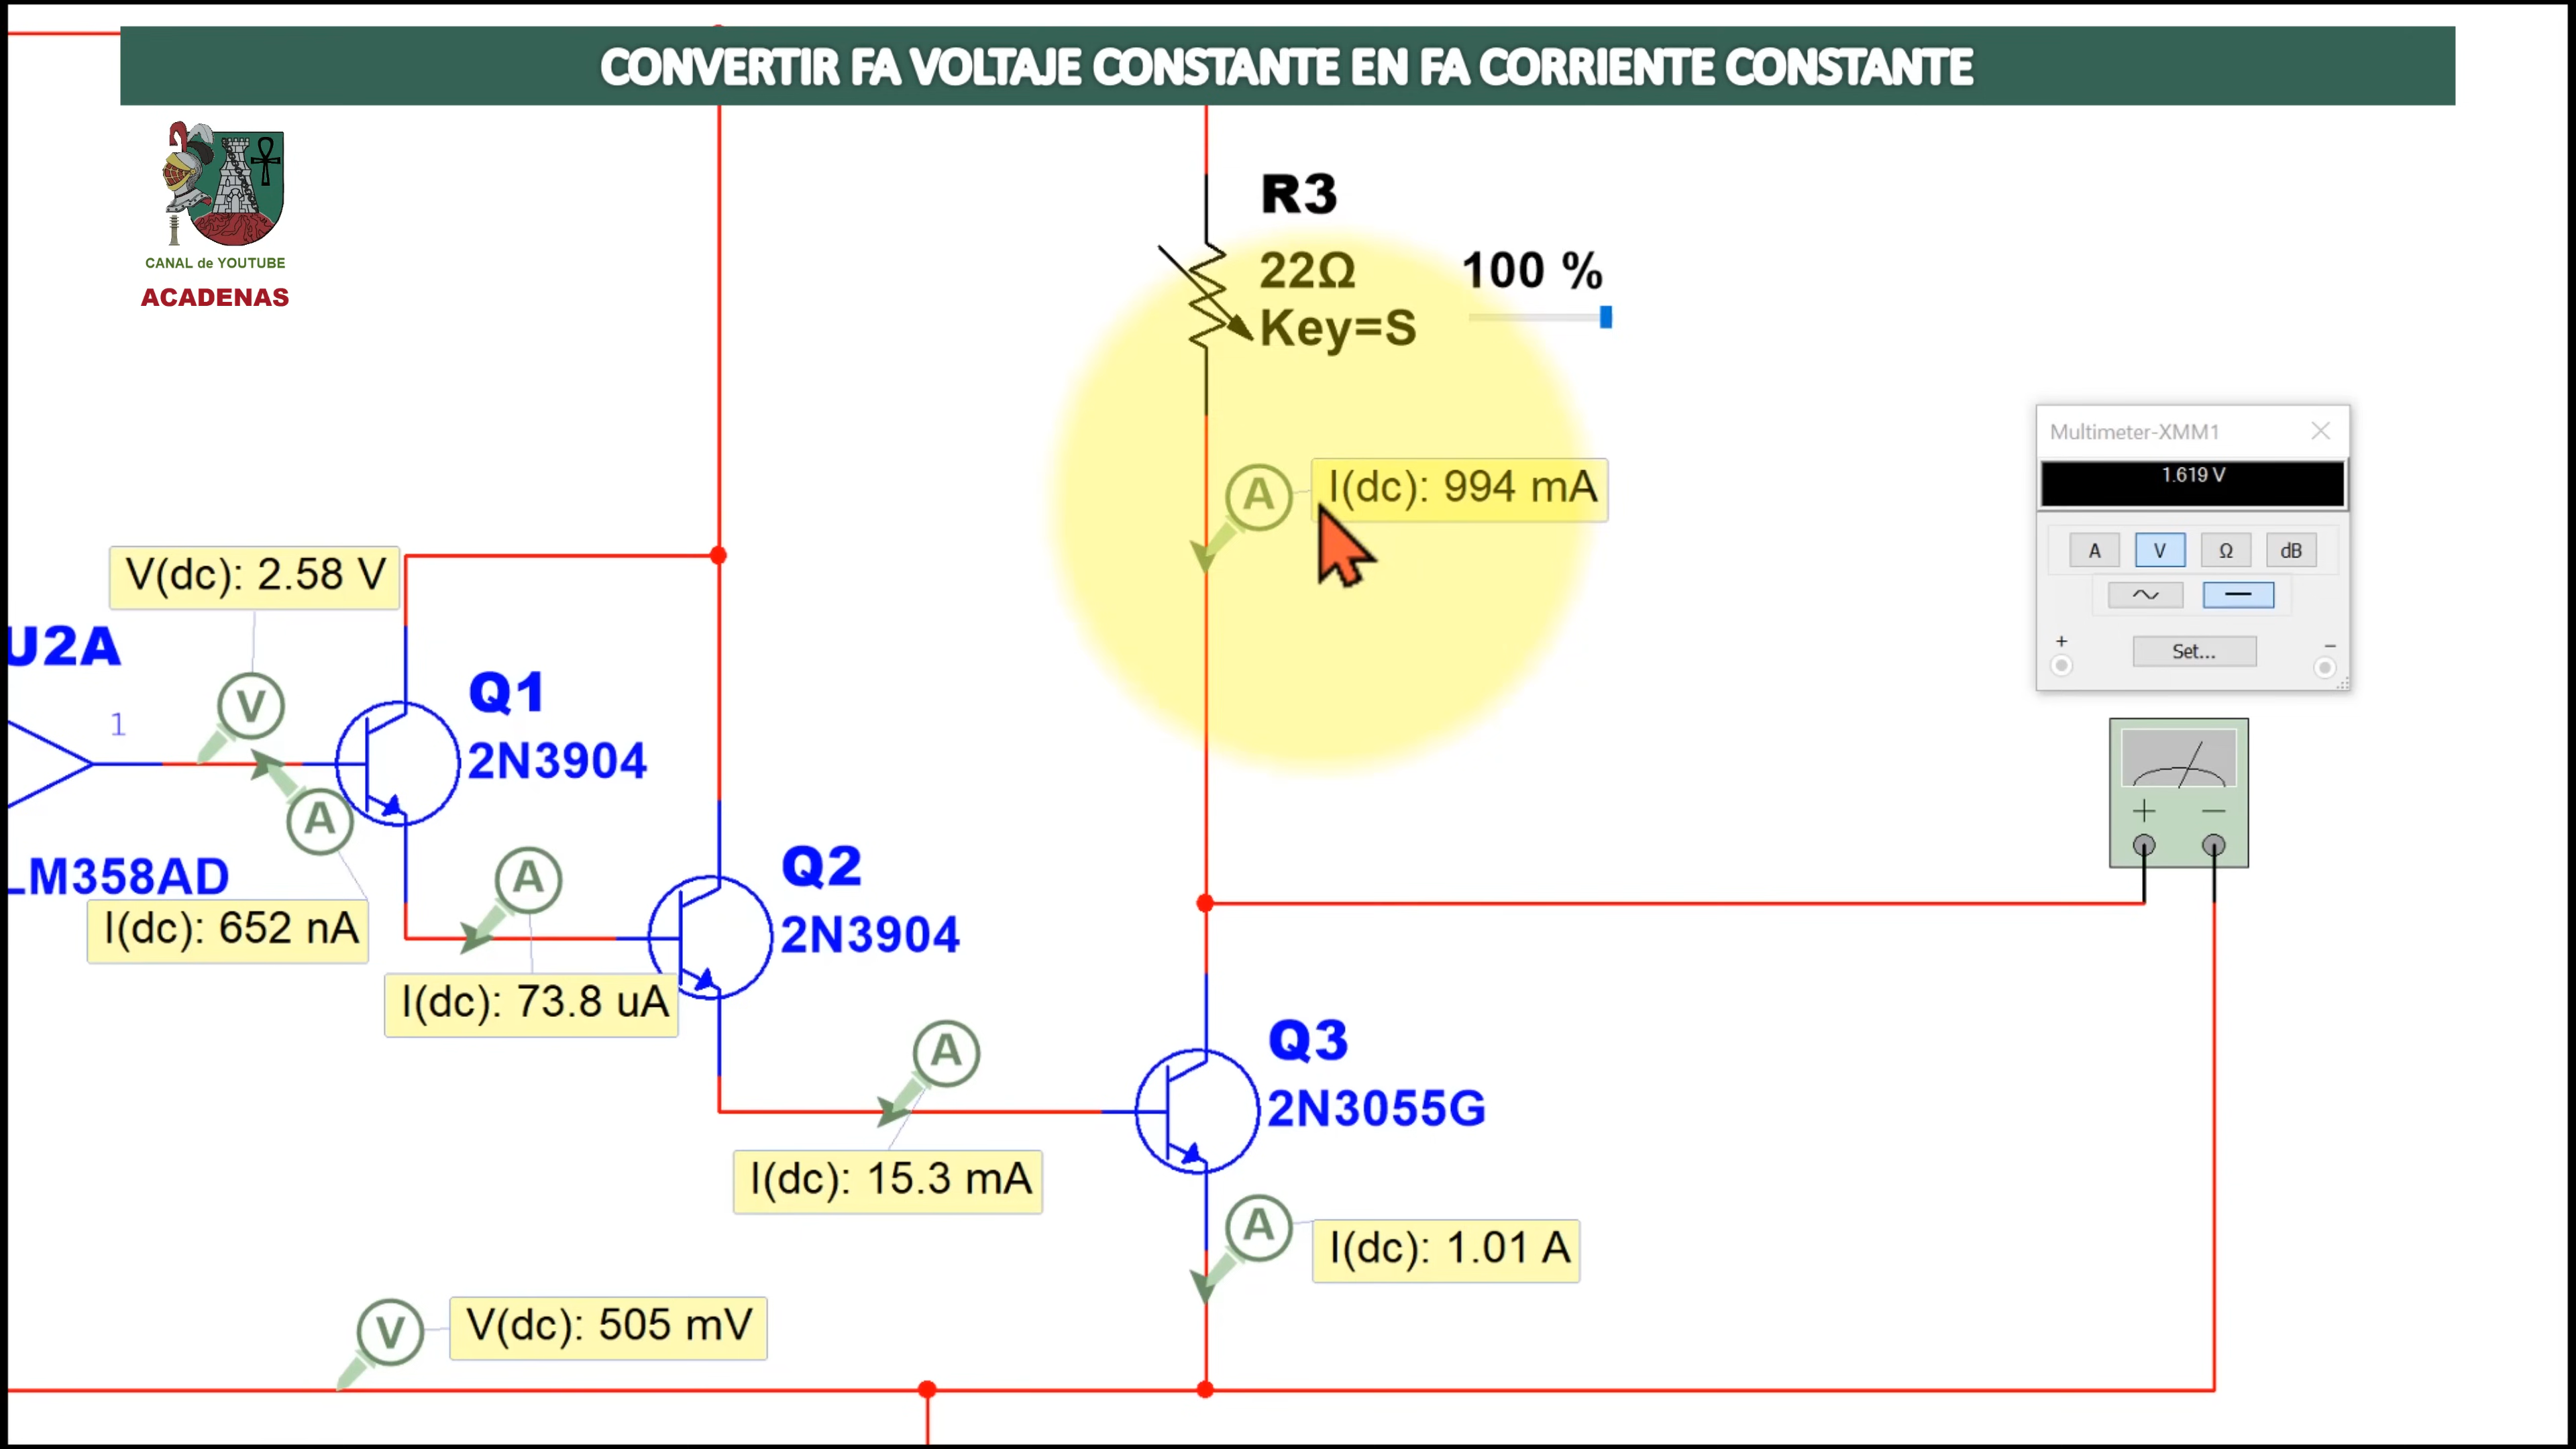 CONVERTIR FA VOLTAJE CONSTANTE EN FA CORRIENTE CONSTANTE
CANAL de YOUTUBE
ACADENAS
R3
22Ω
100 %
Key=S
I(dc): 994 mA
Multimeter-XMM1
1.619 V
A
V
Ω
dB
+
−
Set...
V(dc): 2.58 V
U2A
1
V
A
Q1
2N3904
LM358AD
I(dc): 652 nA
A
I(dc): 73.8 uA
Q2
2N3904
A
I(dc): 15.3 mA
A
Q3
2N3055G
A
I(dc): 1.01 A
V
V(dc): 505 mV
+
−